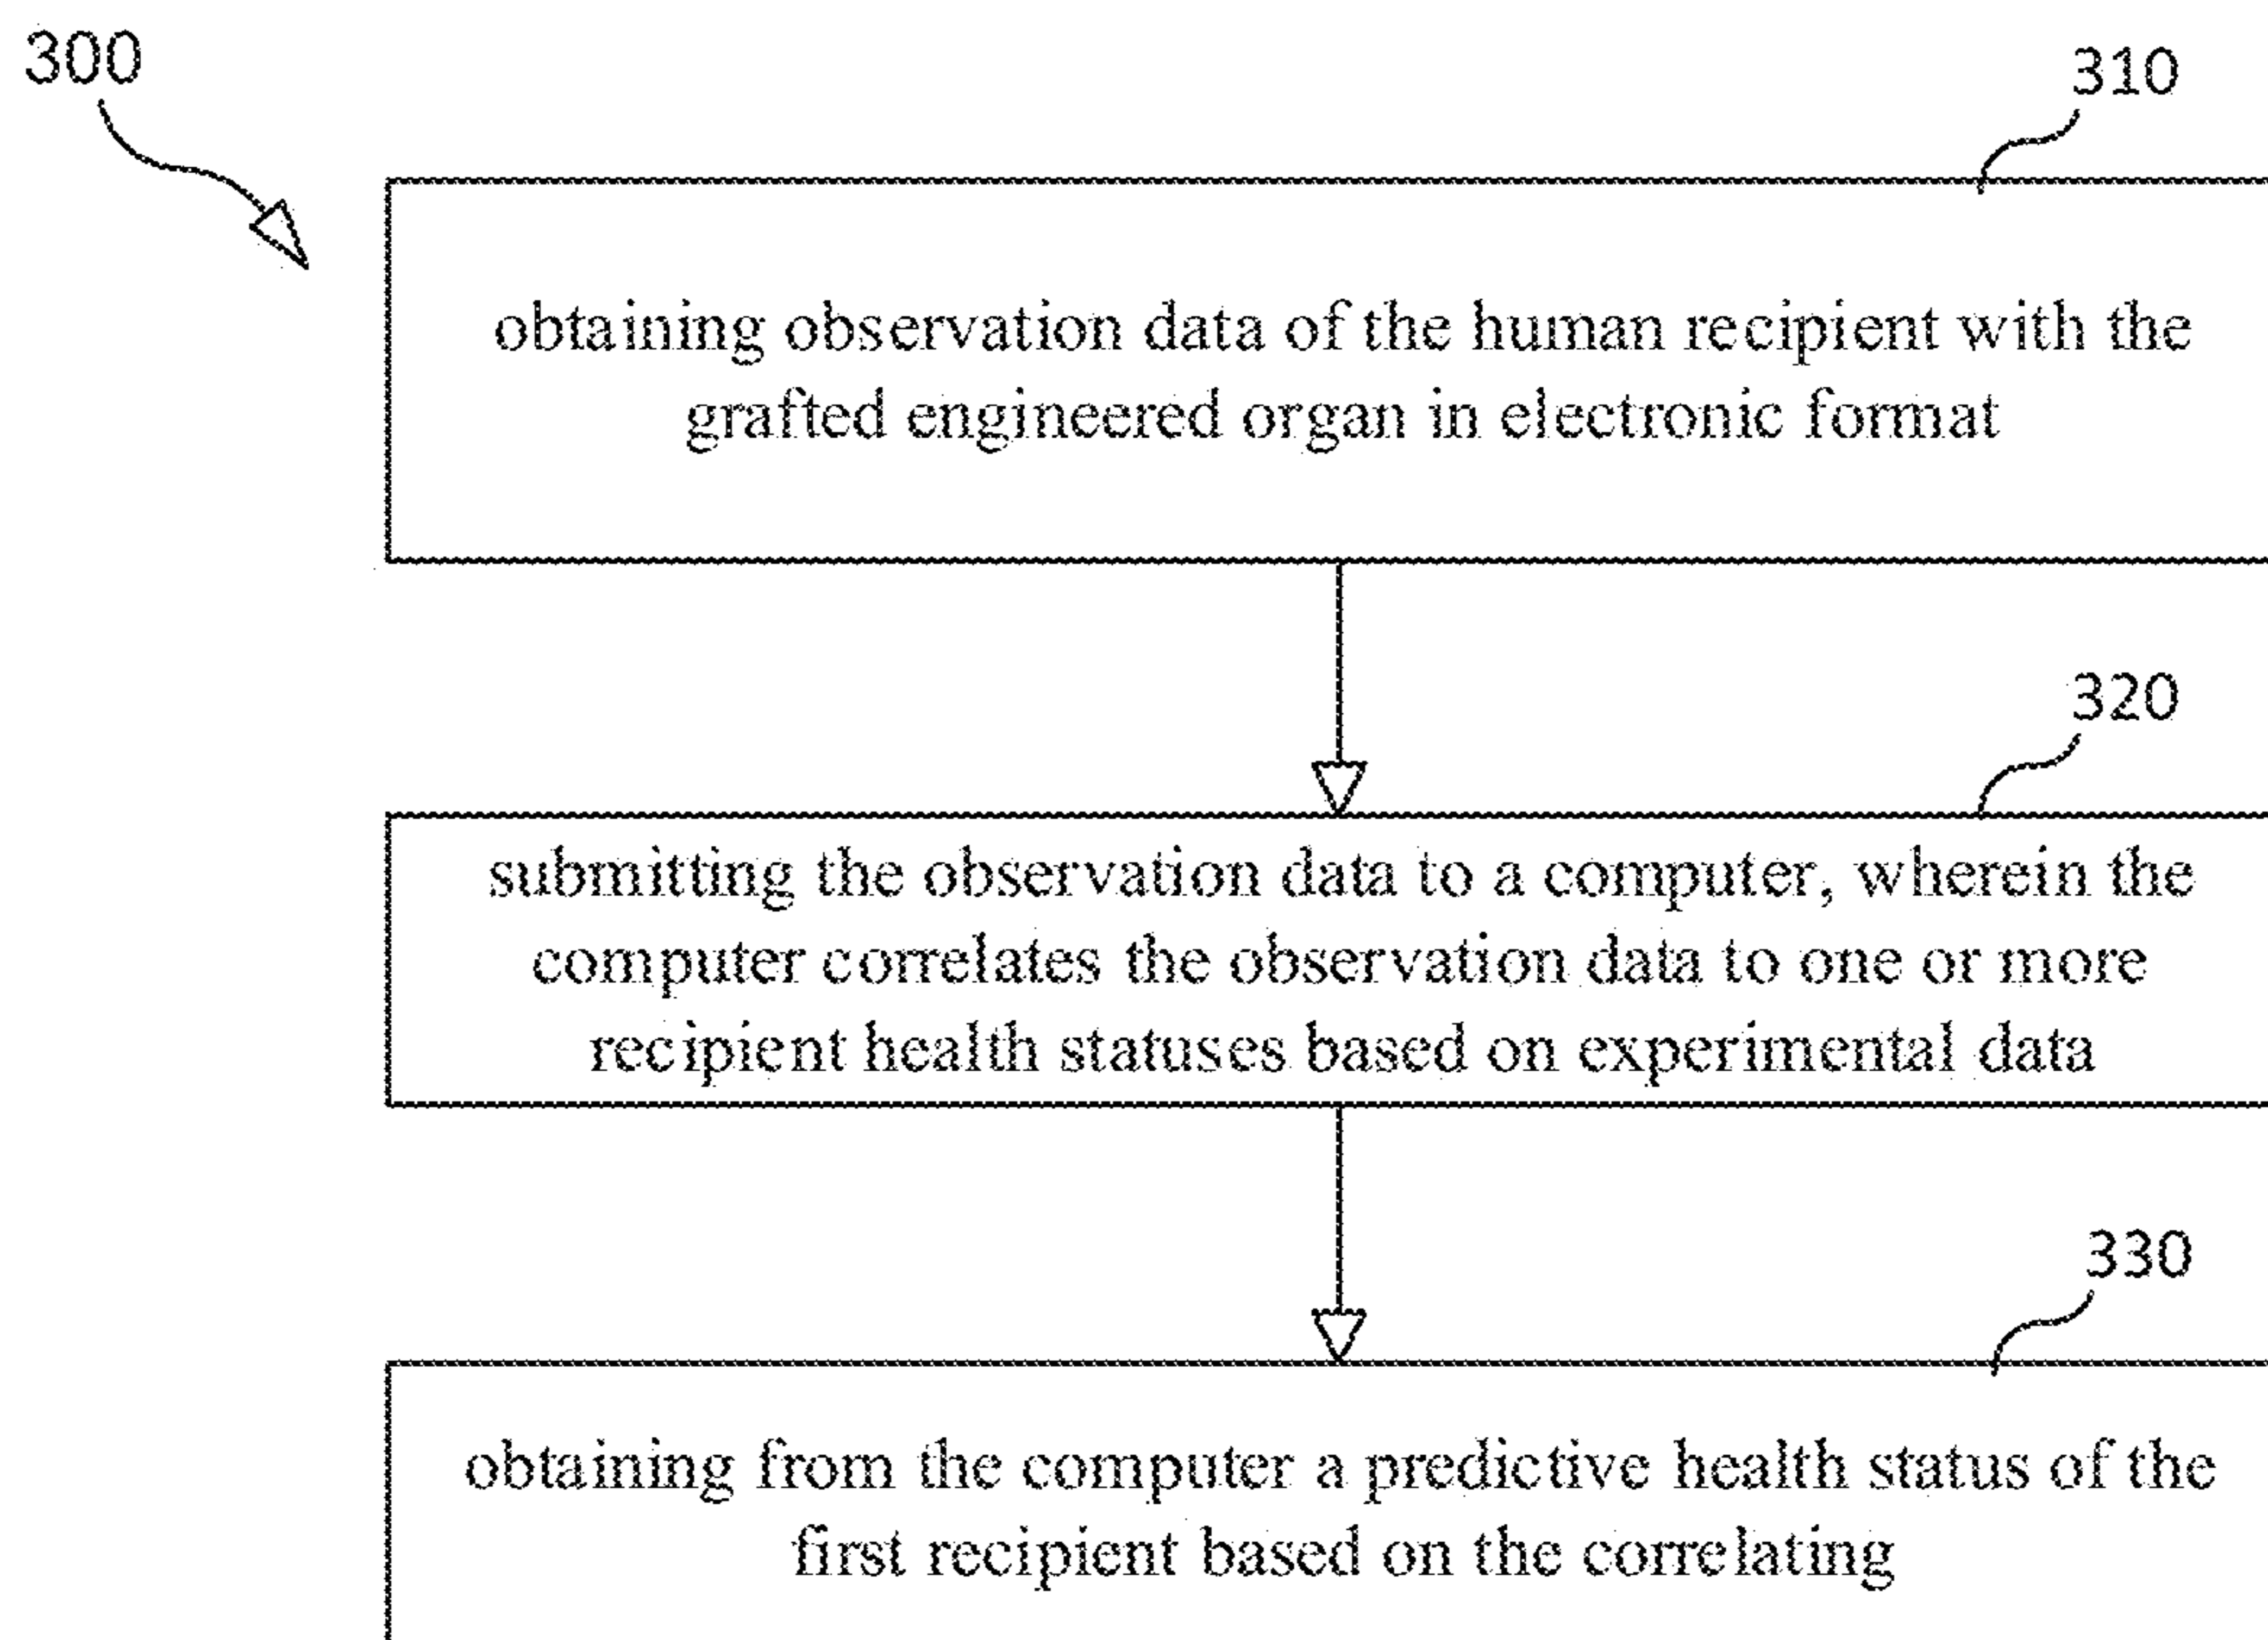 300
310
obtaining observation data of the human recipient with the
grafted engineered organ in electronic format
320
submitting the observation data to a computer, wherein the
computer correlates the observation data to one or more
recipient health statuses based on experimental data
330
obtaining from the computer a predictive health status of the
first recipient based on the correlating